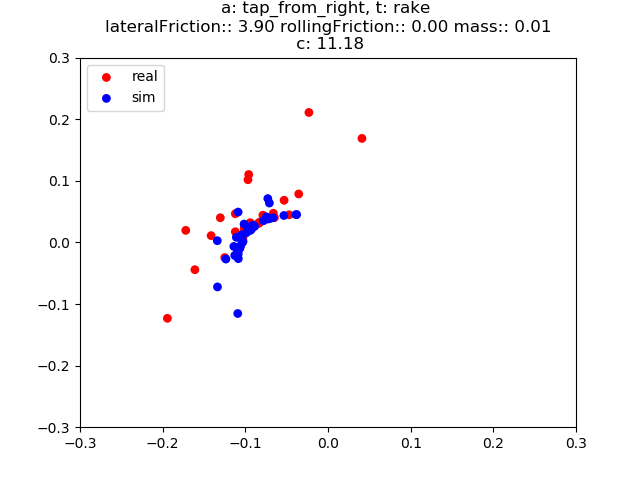 a: tap_from_right, t: rake
lateralFriction:: 3.90 rollingFriction:: 0.00 mass:: 0.01
c: 11.18
real
sim
0.3
0.2
0.1
0.0
−0.1
−0.2
−0.3
−0.3
−0.2
−0.1
0.0
0.1
0.2
0.3